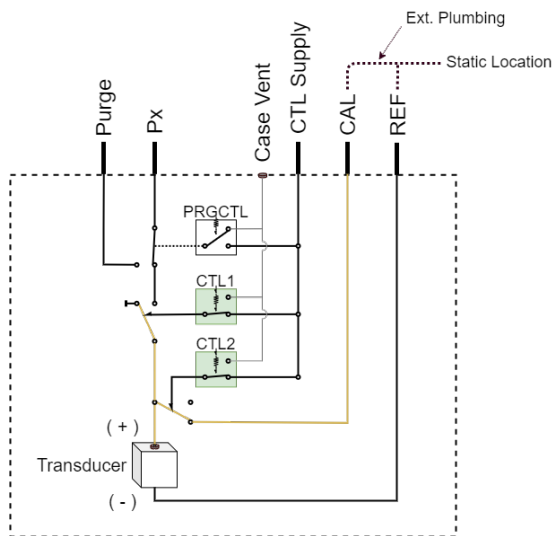 Ext. Plumbing
Static Location
Purge
Px
Case Vent
CTL Supply
CAL
REF
PRGCTL
CTL1
CTL2
( + )
Transducer
( - )